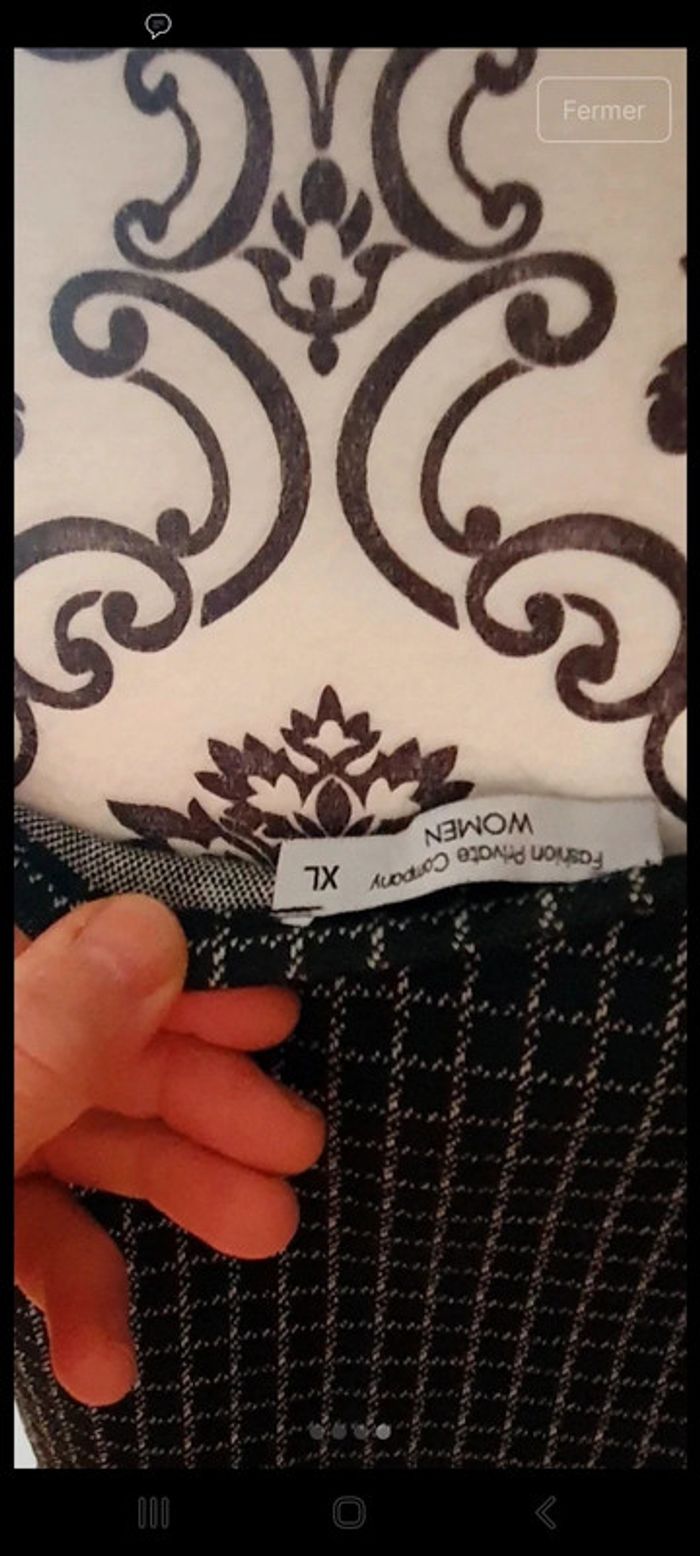 Fermer
Fashion Private Company
WOMEN
XL